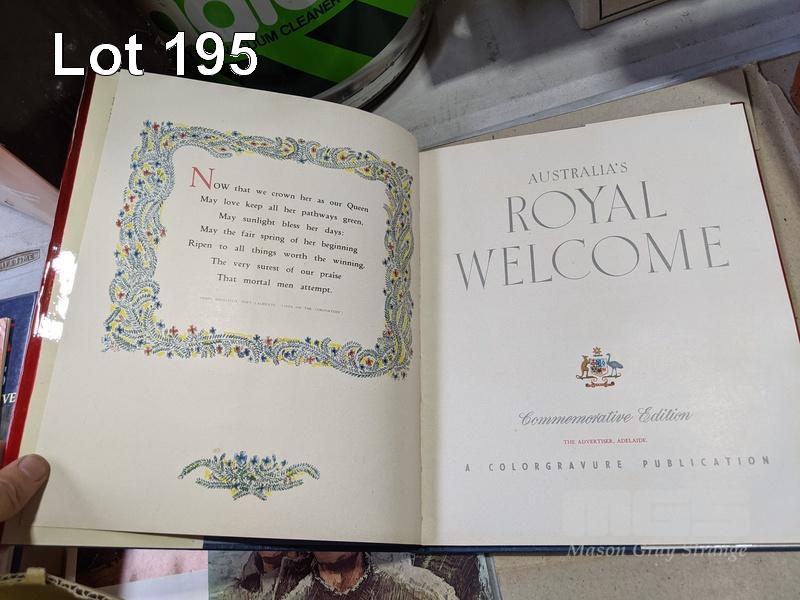 Lot 195
CUUM CLEANER
Now that we crown her as our Queen
May love keep all her pathways green,
May sunlight bless her days;
May the fair spring of her beginning
Ripen to all things worth the winning,
The very surest of our praise
That mortal men attempt.
AUSTRALIA'S
ROYAL
WELCOME
Commemorative Edition
THE ADVERTISER, ADELAIDE.
A COLORGRAVURE PUBLICATION
MGS
Mason Gray Strange